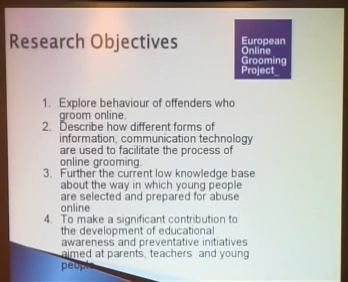 Research Objectives
European
Online
Grooming
Project_
1. Explore behaviour of offenders who
groom online.
2. Describe how different forms of
information, communication technology
are used to facilitate the process of
online grooming.
3. Further the current low knowledge base
about the way in which young people
are selected and prepared for abuse
online
4. To make a significant contribution to
the development of educational
awareness and preventative initiatives
aimed at parents, teachers and young
people